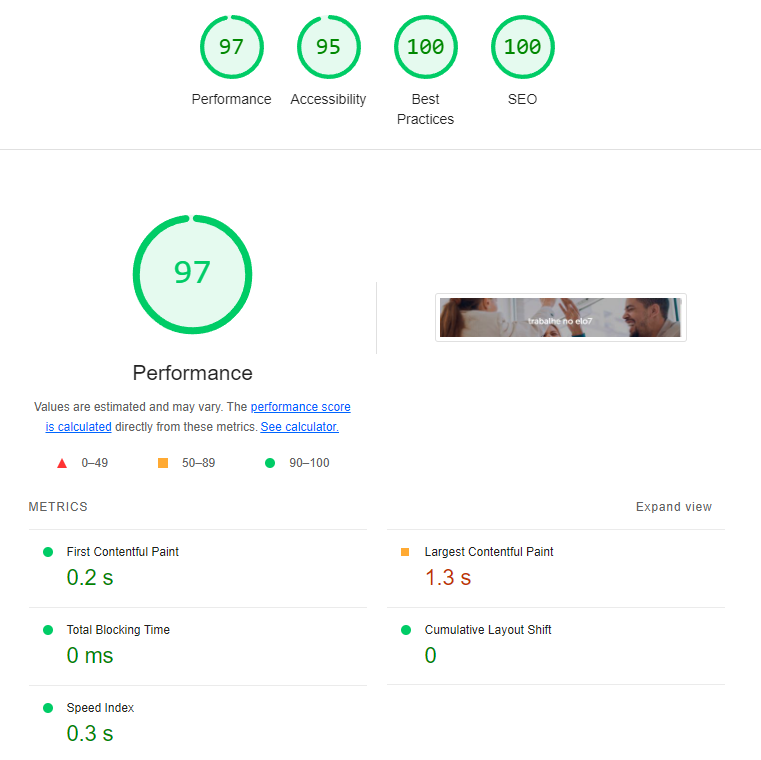 97
95
100
100
Performance
Accessibility
Best
Practices
SEO
97
trabalhe no elo7?
Performance
Values are estimated and may vary. The performance score
is calculated directly from these metrics. See calculator.
0–49
50–89
90–100
METRICS
Expand view
First Contentful Paint
0.2 s
Largest Contentful Paint
1.3 s
Total Blocking Time
0 ms
Cumulative Layout Shift
0
Speed Index
0.3 s